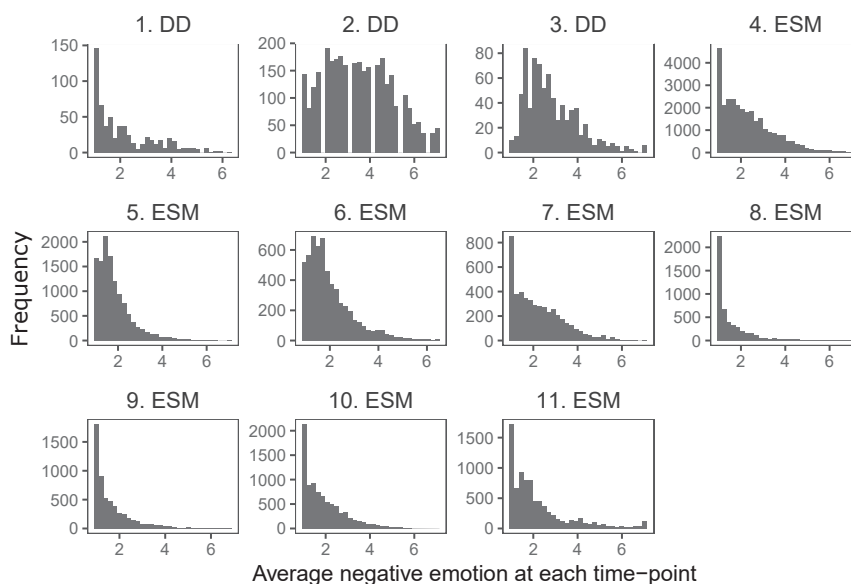 1. DD
2. DD
3. DD
4. ESM
150
100
50
0
2 4 6
200
150
100
50
0
2 4 6
80
60
40
20
0
2 4 6
4000
3000
2000
1000
0
2 4 6
5. ESM
6. ESM
7. ESM
8. ESM
Frequency
2000
1500
1000
500
0
2 4 6
600
400
200
0
2 4 6
800
600
400
200
0
2 4 6
2000
1500
1000
500
0
2 4 6
9. ESM
10. ESM
11. ESM
1500
1000
500
0
2 4 6
2000
1500
1000
500
0
2 4 6
1500
1000
500
0
2 4 6
Average negative emotion at each time−point